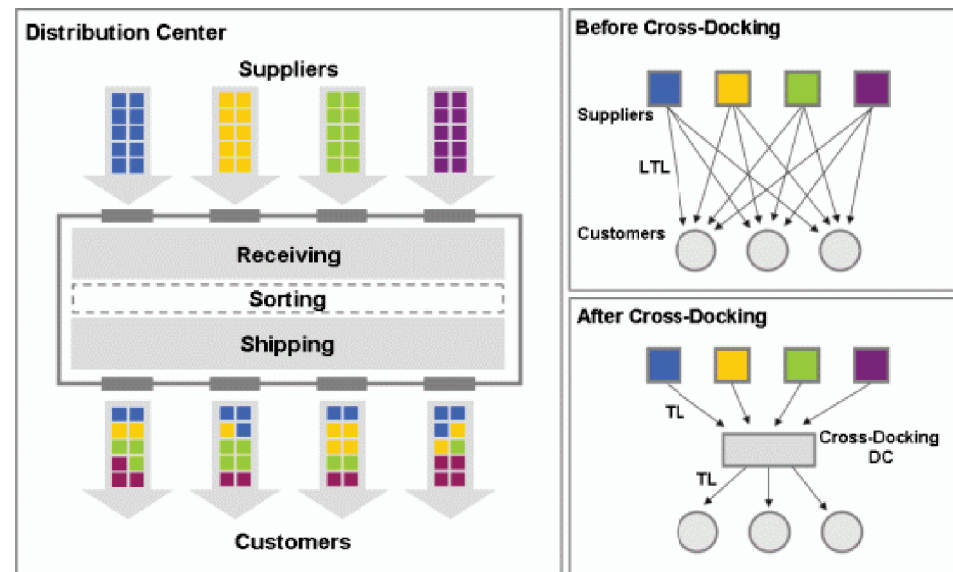 Distribution Center
Suppliers
Receiving
Sorting
Shipping
Customers
Before Cross-Docking
Suppliers
LTL
Customers
After Cross-Docking
TL
Cross-Docking
DC
TL